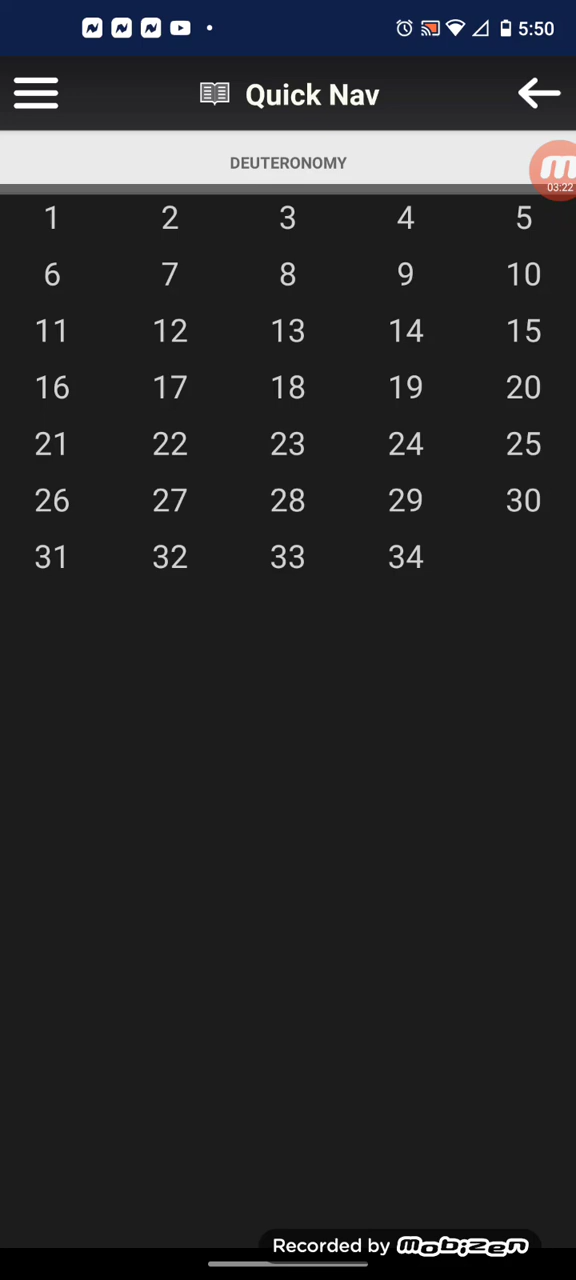 5:50
Quick Nav
DEUTERONOMY
03:22
1 2 3 4 5
6 7 8 9 10
11 12 13 14 15
16 17 18 19 20
21 22 23 24 25
26 27 28 29 30
31 32 33 34
Recorded by mobizen